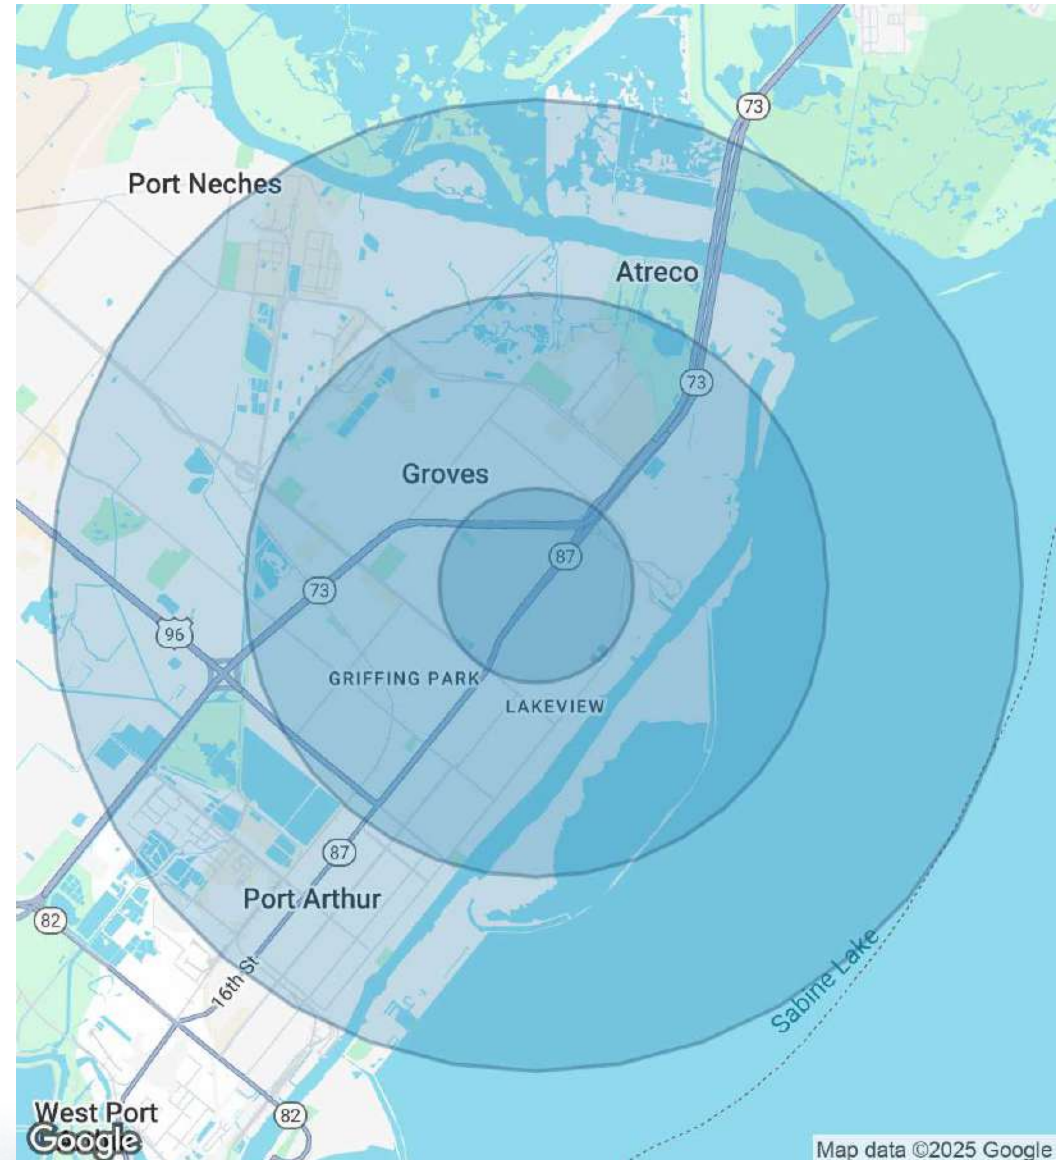 73
Port Neches
Atreco
73
Groves
87
73
96
GRIFFING PARK
LAKEVIEW
87
Port Arthur
82
16th St
Sabine Lake
West Port
82
Google
Map data ©2025 Google